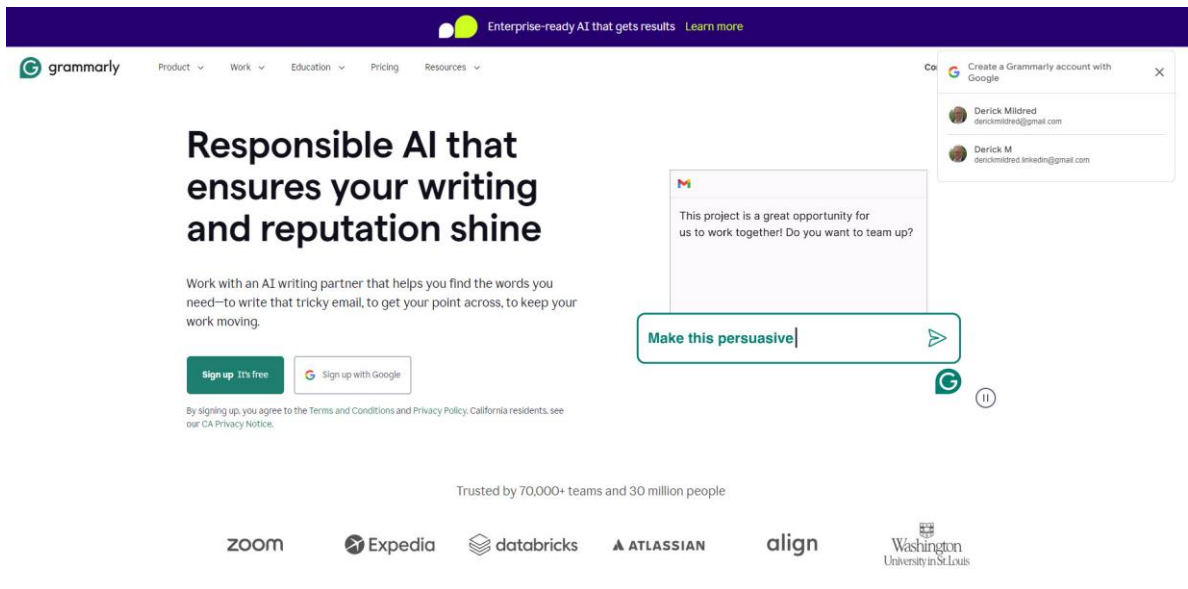 Enterprise-ready AI that gets results Learn more
grammarly
Product Work Education Pricing Resources
Create a Grammarly account with
Google
Derick Mildred
derickmildred@gmail.com
Derick M
derickmildred.linkedin@gmail.com
Responsible AI that
ensures your writing
and reputation shine
Work with an AI writing partner that helps you find the words you
need—to write that tricky email, to get your point across, to keep your
work moving.
Sign up It's free
Sign up with Google
By signing up, you agree to the Terms and Conditions and Privacy Policy. California residents, see
our CA Privacy Notice.
This project is a great opportunity for
us to work together! Do you want to team up?
Make this persuasive
Trusted by 70,000+ teams and 30 million people
zoom Expedia databricks ATLASSIAN align
Washington
University in St. Louis